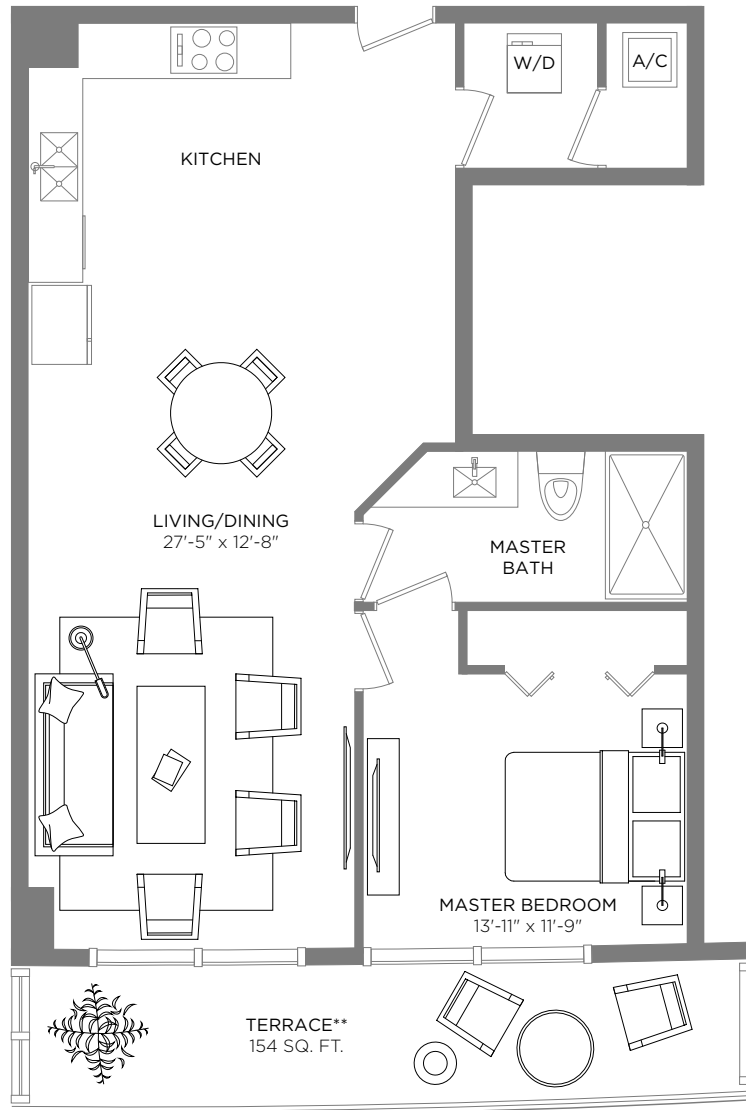 W/D
A/C
KITCHEN
LIVING/DINING
27'-5" x 12'-8"
MASTER
BATH
MASTER BEDROOM
13'-11" x 11'-9"
TERRACE**
154 SQ. FT.